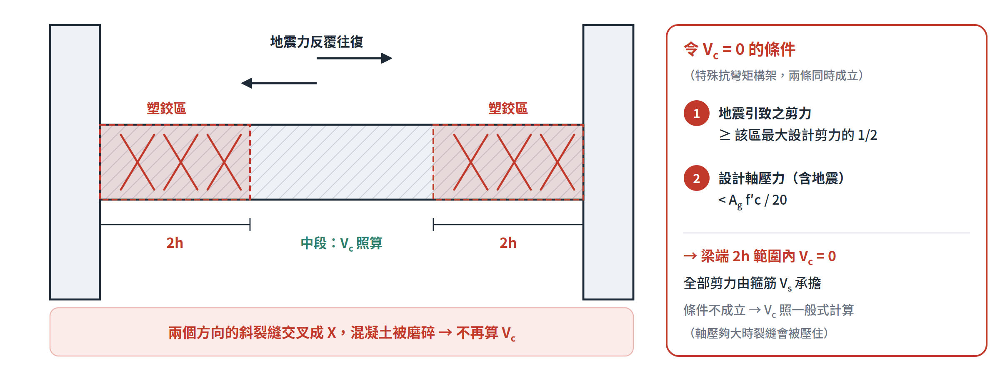 地震力反覆往復
塑鉸區
塑鉸區
2h
中段：Vc 照算
2h
兩個方向的斜裂縫交叉成 X，混凝土被磨碎 → 不再算 Vc
令 Vc = 0 的條件
（特殊抗彎矩構架，兩條同時成立）
1 地震引致之剪力
≥ 該區最大設計剪力的 1/2
2 設計軸壓力（含地震）
< Ag f′c / 20
→ 梁端 2h 範圍內 Vc = 0
全部剪力由箍筋 Vs 承擔
條件不成立 → Vc 照一般式計算
（軸壓夠大時裂縫會被壓住）